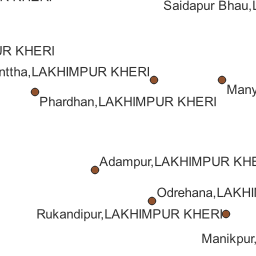 Saidapur Bhau,L
UR KHERI
nttha,LAKHIMPUR KHERI
Many
Phardhan,LAKHIMPUR KHERI
Adampur,LAKHIMPUR KHE
Odrehana,LAKHI
Rukandipur,LAKHIMPUR KHERI
Manikpur,